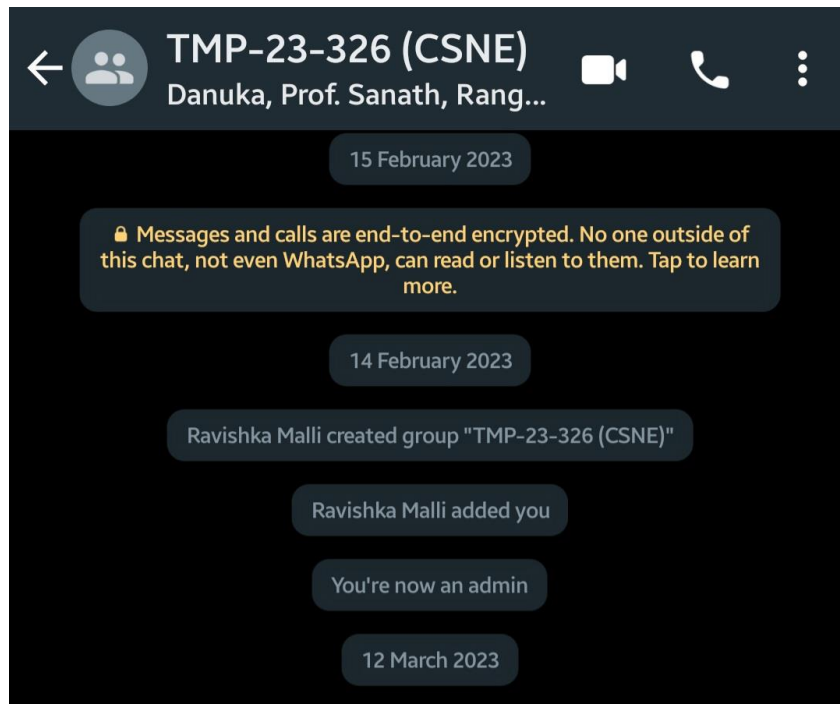 TMP-23-326 (CSNE)
Danuka, Prof. Sanath, Rang...
15 February 2023
Messages and calls are end-to-end encrypted. No one outside of
this chat, not even WhatsApp, can read or listen to them. Tap to learn
more.
14 February 2023
Ravishka Malli created group "TMP-23-326 (CSNE)"
Ravishka Malli added you
You're now an admin
12 March 2023